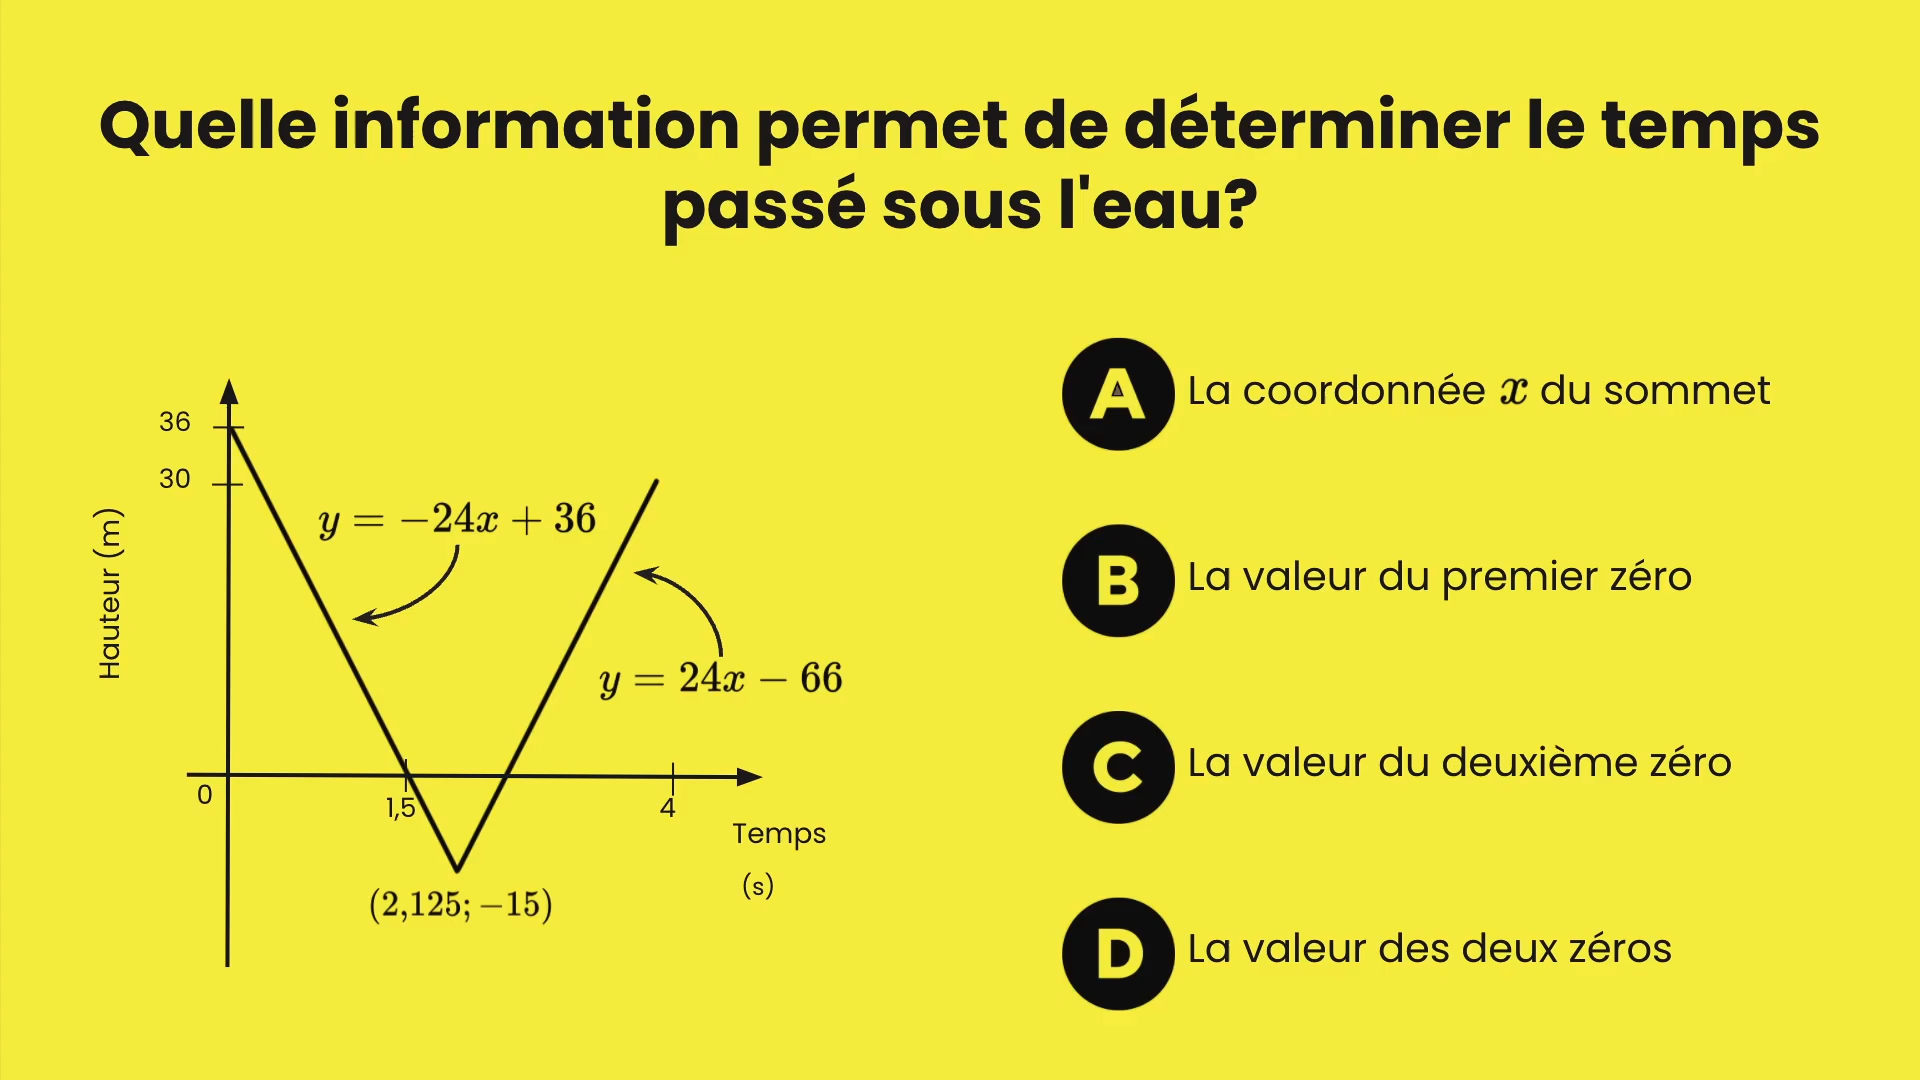 Quelle information permet de déterminer le temps
passé sous l'eau?
36
30
Hauteur (m)
y = −24x + 36
y = 24x − 66
0
1,5
4
Temps
(s)
(2,125; −15)
A La coordonnée x du sommet
B La valeur du premier zéro
C La valeur du deuxième zéro
D La valeur des deux zéros